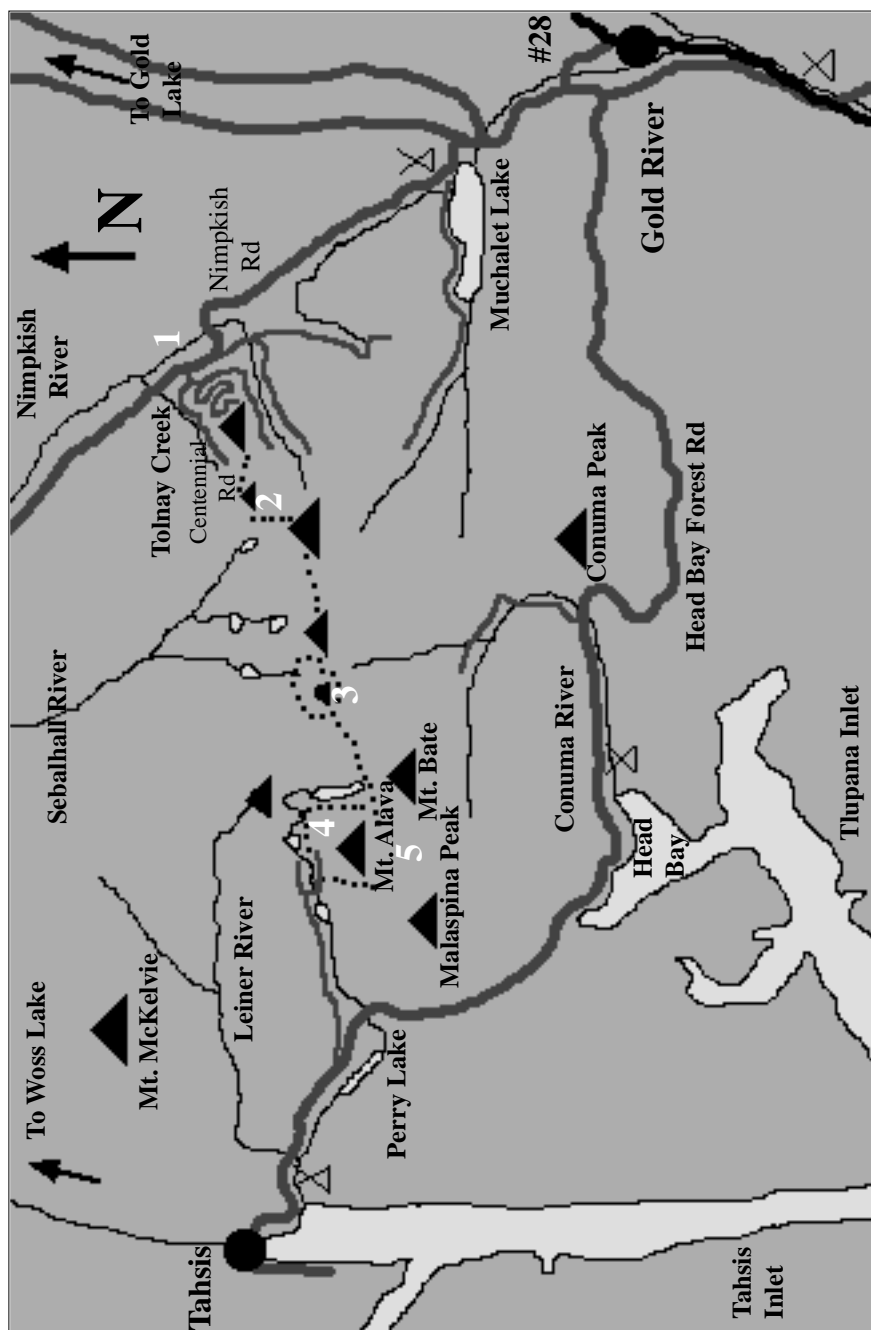 To Woss Lake
Nimpkish
River
To Gold
Lake
Sebalhall River
N
Mt. McKelvie
1
Tolnay Creek
Centennial
Rd
Nimpkish
Rd
Tahsis
Leiner River
2
4
3
Mt. Alava
5
Mt. Bate
Perry Lake
Malaspina Peak
Muchalet Lake
#28
Conuma River
Conuma Peak
Gold River
Head
Bay
Head Bay Forest Rd
Tahsis
Inlet
Tlupana Inlet